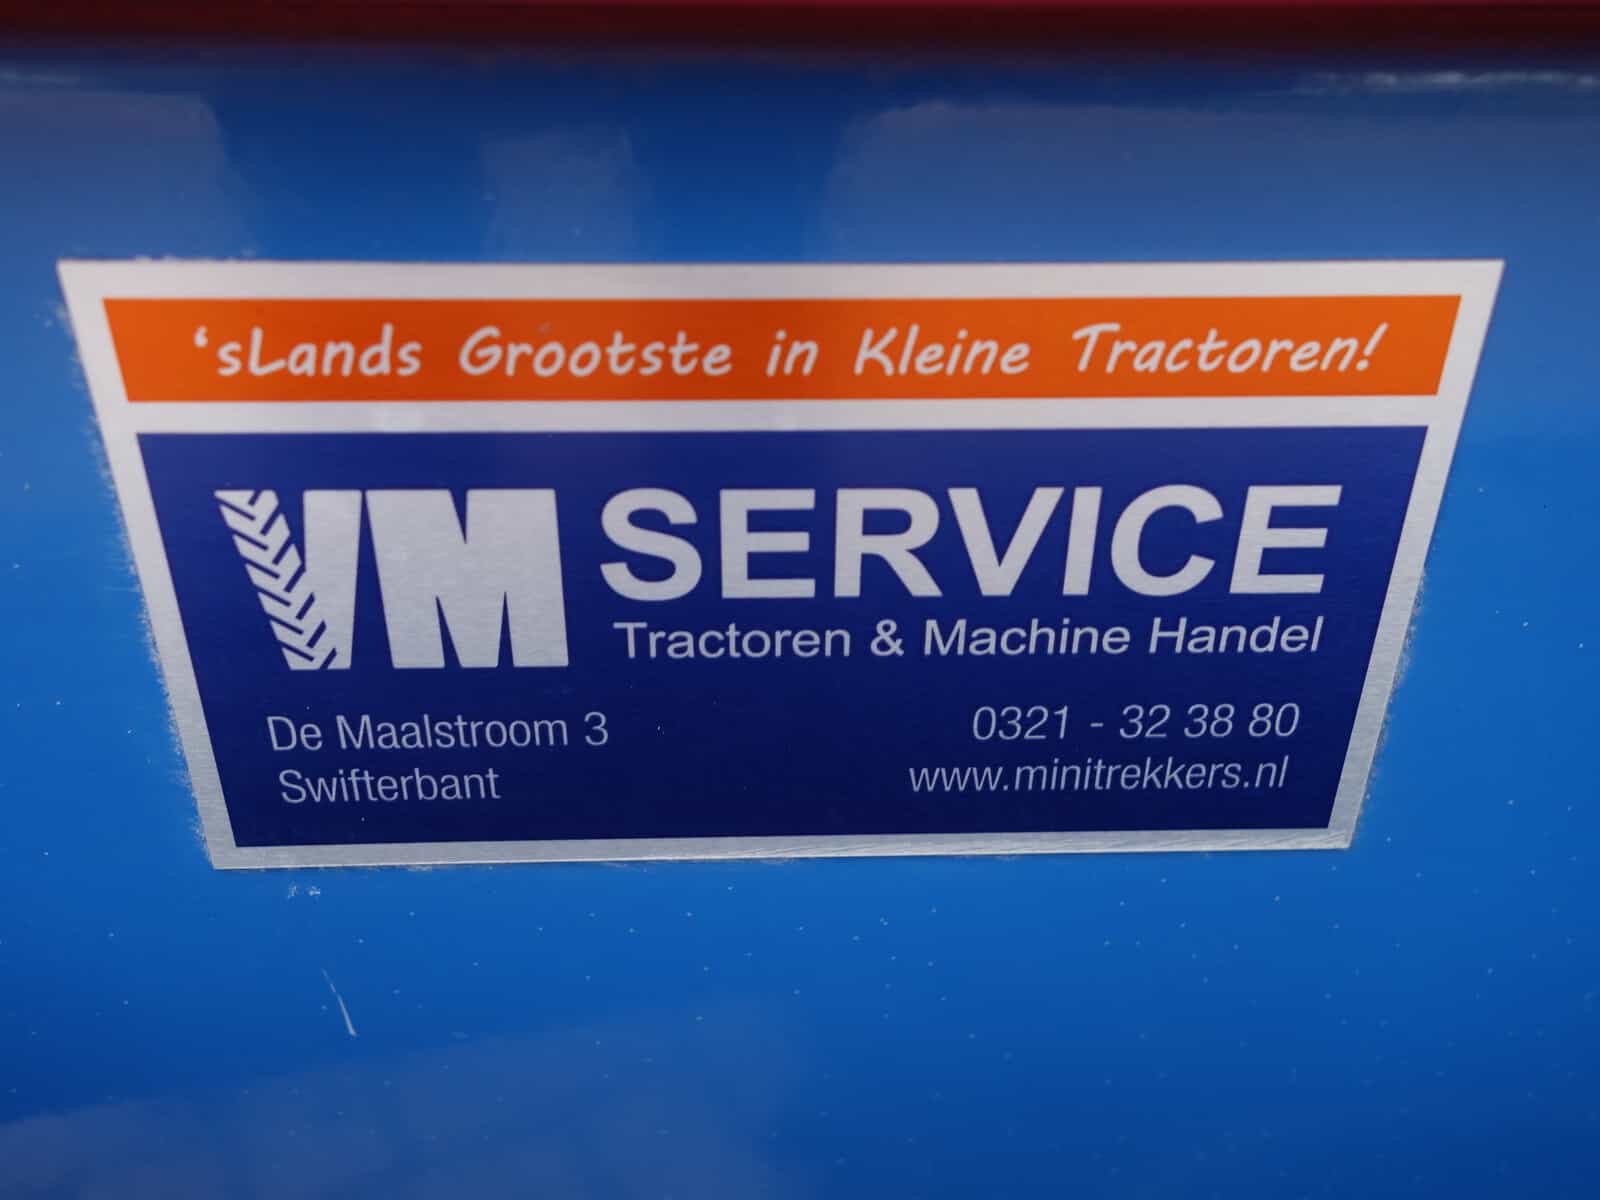 ‘sLands Grootste in Kleine Tractoren!
VM SERVICE
Tractoren & Machine Handel
De Maalstroom 3
Swifterbant
0321 - 32 38 80
www.minitrekkers.nl